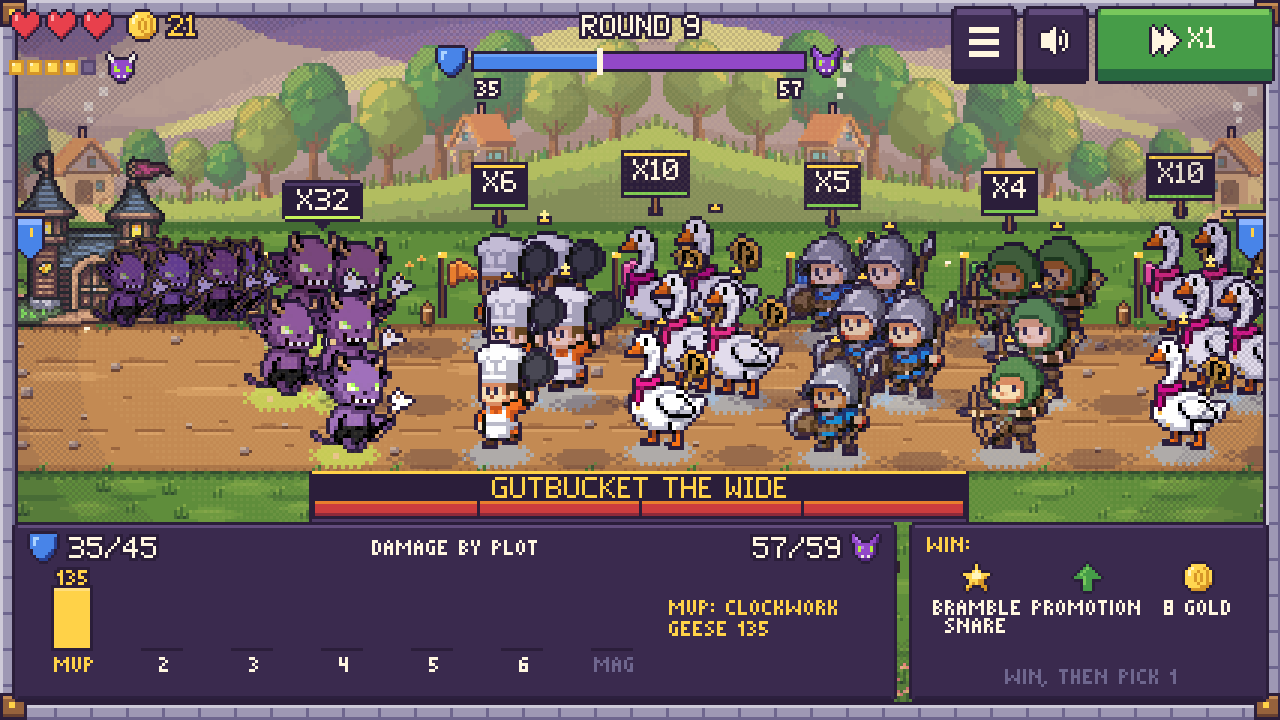 21
ROUND 9
X1
35
57
X32
X6
X10
X5
X4
X10
GUTBUCKET THE WIDE
35/45
DAMAGE BY PLOT
57/59
135
MVP
2
3
4
5
6
MAG
MVP: CLOCKWORK
GEESE 135
WIN:
BRAMBLE
SNARE
PROMOTION
8 GOLD
WIN, THEN PICK 1